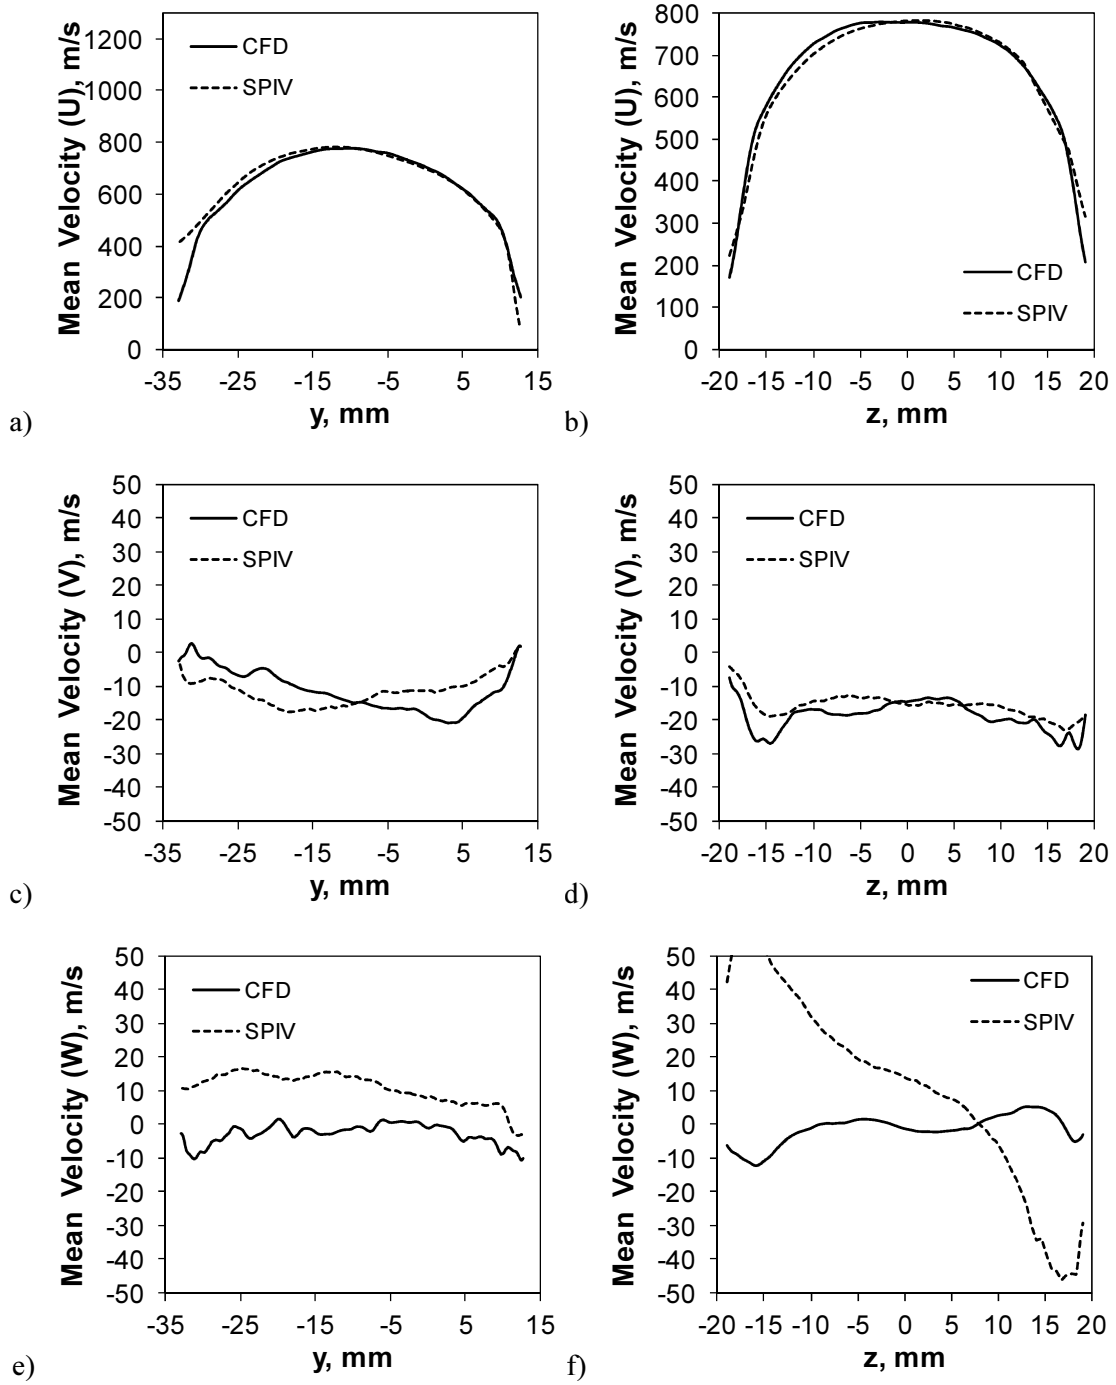 Mean Velocity (U), m/s
1200
1000
800
600
400
200
0
CFD
SPIV
-35 -25 -15 -5 5 15
y, mm
a)
Mean Velocity (U), m/s
800
700
600
500
400
300
200
100
0
CFD
SPIV
-20 -15 -10 -5 0 5 10 15 20
z, mm
b)
Mean Velocity (V), m/s
50
40
30
20
10
0
-10
-20
-30
-40
-50
CFD
SPIV
-35 -25 -15 -5 5 15
y, mm
c)
Mean Velocity (V), m/s
50
40
30
20
10
0
-10
-20
-30
-40
-50
CFD
SPIV
-20 -15 -10 -5 0 5 10 15 20
z, mm
d)
Mean Velocity (W), m/s
50
40
30
20
10
0
-10
-20
-30
-40
-50
CFD
SPIV
-35 -25 -15 -5 5 15
y, mm
e)
Mean Velocity (W), m/s
50
40
30
20
10
0
-10
-20
-30
-40
-50
CFD
SPIV
-20 -15 -10 -5 0 5 10 15 20
z, mm
f)